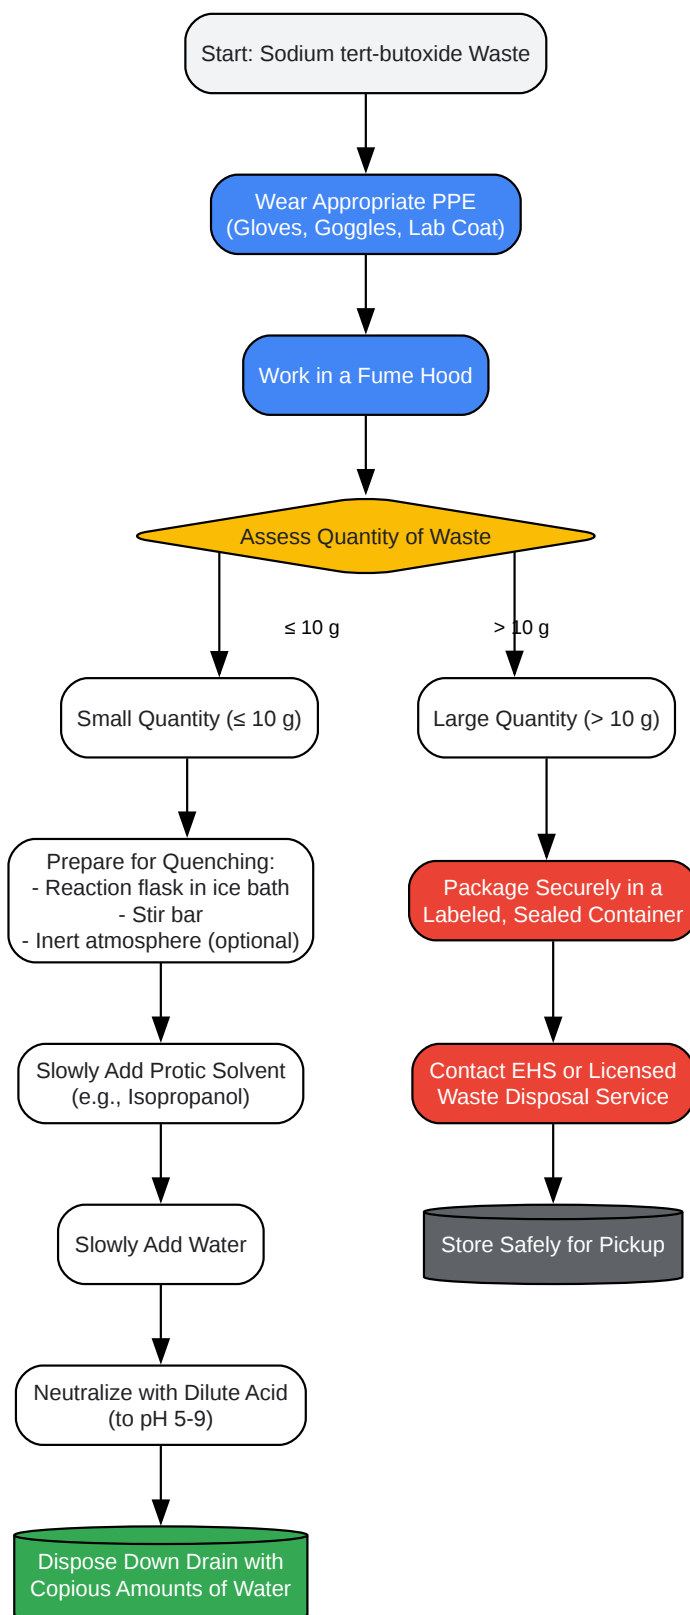 Start: Sodium tert-butoxide Waste
Wear Appropriate PPE
(Gloves, Goggles, Lab Coat)
Work in a Fume Hood
Assess Quantity of Waste
≤ 10 g
> 10 g
Small Quantity (≤ 10 g)
Large Quantity (> 10 g)
Prepare for Quenching:
- Reaction flask in ice bath
- Stir bar
- Inert atmosphere (optional)
Package Securely in a
Labeled, Sealed Container
Slowly Add Protic Solvent
(e.g., Isopropanol)
Contact EHS or Licensed
Waste Disposal Service
Slowly Add Water
Store Safely for Pickup
Neutralize with Dilute Acid
(to pH 5-9)
Dispose Down Drain with
Copious Amounts of Water